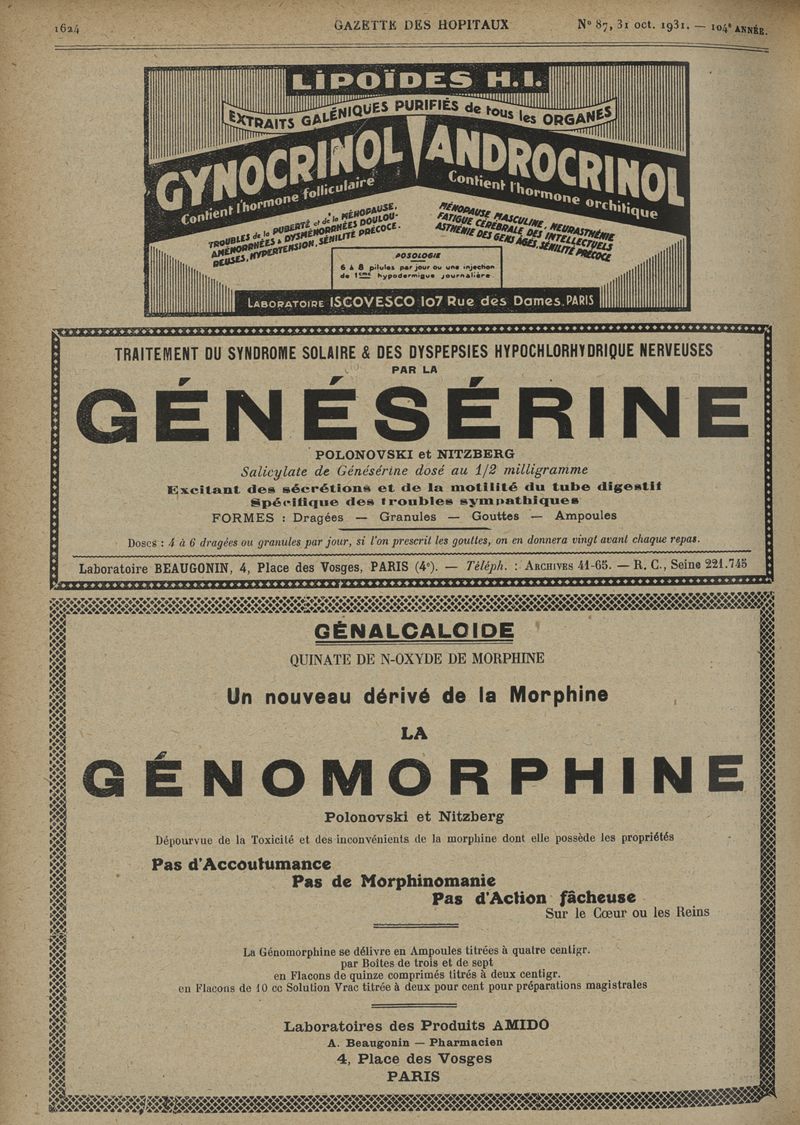 1624
GAZETTE DES HOPITAUX
N° 87, 31 oct. 1931. — 104e ANNÉE.
LIPOÏDES H.I.
EXTRAITS GALÉNIQUES PURIFIÉS de tous les ORGANES
GYNOCRINOL
Contient l'hormone folliculaire
TROUBLES de la PUBERTÉ et de la MÉNOPAUSE,
AMÉNORRHÉES & DYSMÉNORRHÉES DOULOU-
REUSES, HYPERTENSION, SÉNILITÉ PRÉCOCE.
ANDROCRINOL
Contient l'hormone orchitique
MÉNOPAUSE MASCULINE, NEURASTHÉNIE
FATIGUE CÉRÉBRALE DES INTELLECTUELS
ASTHÉNIE DES GENS AGÉS, SÉNILITÉ PRÉCOCE
POSOLOGIE
6 à 8 pilules par jour ou une injection
de 1cmc hypodermique journalière
LABORATOIRE ISCOVESCO 107 Rue des Dames. PARIS
TRAITEMENT DU SYNDROME SOLAIRE & DES DYSPEPSIES HYPOCHLORHYDRIQUE NERVEUSES
PAR LA
GÉNÉSÉRINE
POLONOVSKI et NITZBERG
Salicylate de Génésérine dosé au 1/2 milligramme
Excitant des sécrétions et de la motilité du tube digestif
Spécifique des troubles sympathiques
FORMES : Dragées — Granules — Gouttes — Ampoules
Doses : 4 à 6 dragées ou granules par jour, si l'on prescrit les gouttes, on en donnera vingt avant chaque repas.
Laboratoire BEAUGONIN, 4, Place des Vosges, PARIS (4e). — Téléph. : ARCHIVES 41-65. — R. C., Seine 221.745
GÉNALCALOIDE
QUINATE DE N-OXYDE DE MORPHINE
Un nouveau dérivé de la Morphine
LA
GÉNOMORPHINE
Polonovski et Nitzberg
Dépourvue de la Toxicité et des inconvénients de la morphine dont elle possède les propriétés
Pas d'Accoutumance
Pas de Morphinomanie
Pas d'Action fâcheuse
Sur le Cœur ou les Reins
La Génomorphine se délivre en Ampoules titrées à quatre centigr.
par Boîtes de trois et de sept
en Flacons de quinze comprimés titrés à deux centigr.
en Flacons de 10 cc Solution Vrac titrée à deux pour cent pour préparations magistrales
Laboratoires des Produits AMIDO
A. Beaugonin — Pharmacien
4, Place des Vosges
PARIS